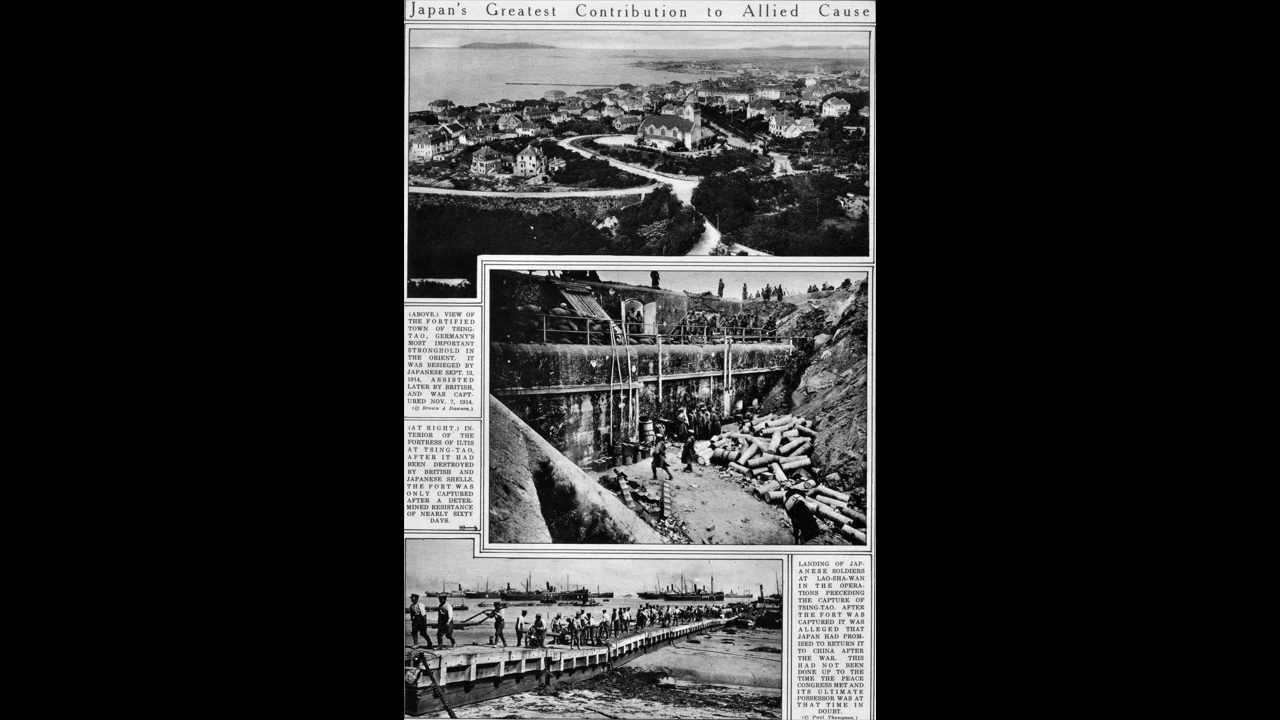 Japan's Greatest Contribution to Allied Cause
(ABOVE.) VIEW OF
THE FORTIFIED
TOWN OF TSING-
TAO, GERMANY'S
MOST IMPORTANT
STRONGHOLD IN
THE ORIENT. IT
WAS BESIEGED BY
JAPANESE SEPT. 13,
1914, ASSISTED
LATER BY BRITISH,
AND WAS CAPT-
URED NOV. 7, 1914.
(© Brown & Dawson.)
(AT RIGHT.) IN-
TERIOR OF THE
FORTRESS OF ILTIS
AT TSING-TAO,
AFTER IT HAD
BEEN DESTROYED
BY BRITISH AND
JAPANESE SHELLS.
THE FORT WAS
ONLY CAPTURED
AFTER A DETER-
MINED RESISTANCE
OF NEARLY SIXTY
DAYS.
LANDING OF JAP-
ANESE SOLDIERS
AT LAO-SHA-WAN
IN THE OPERA-
TIONS PRECEDING
THE CAPTURE OF
TSING-TAO. AFTER
THE FORT WAS
CAPTURED IT WAS
ALLEGED THAT
JAPAN HAD PROM-
ISED TO RETURN IT
TO CHINA AFTER
THE WAR. THIS
HAD NOT BEEN
DONE UP TO THE
TIME THE PEACE
CONGRESS MET AND
ITS ULTIMATE
POSSESSOR WAS AT
THAT TIME IN
DOUBT.
(© Paul Thompson.)